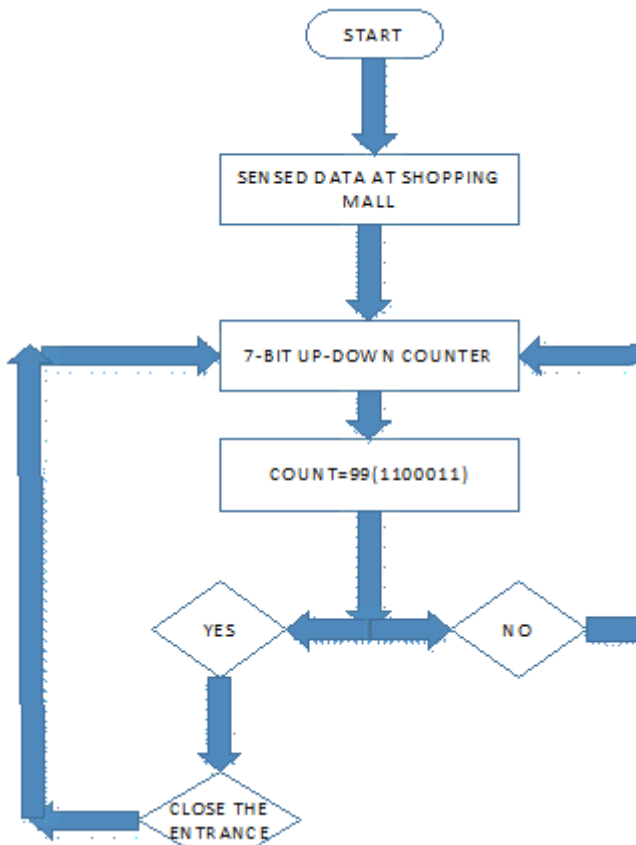 START
SENSED DATA AT SHOPPING
MALL
7-BIT UP-DOWN COUNTER
COUNT=99(1100011)
YES
NO
CLOSE THE
ENTRANCE